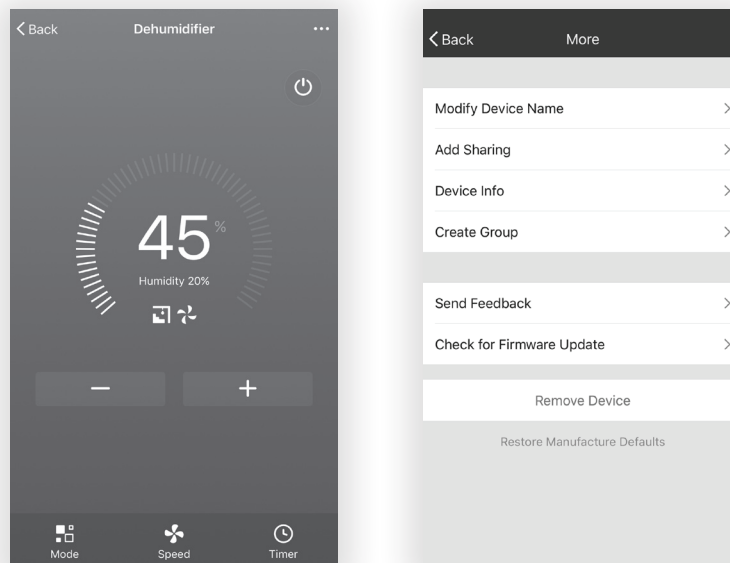 Back Dehumidifier
45 %
Humidity 20%
Mode Speed Timer
Back More
Modify Device Name
Add Sharing
Device Info
Create Group
Send Feedback
Check for Firmware Update
Remove Device
Restore Manufacture Defaults